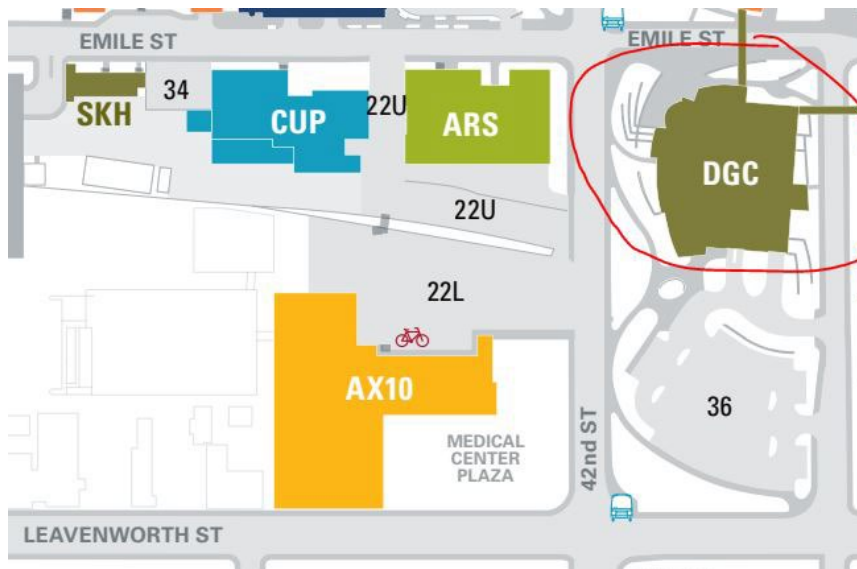 EMILE ST
EMILE ST
34
SKH
CUP
22U
ARS
DGC
22U
22L
AX10
36
MEDICAL
CENTER
PLAZA
42nd ST
LEAVENWORTH ST